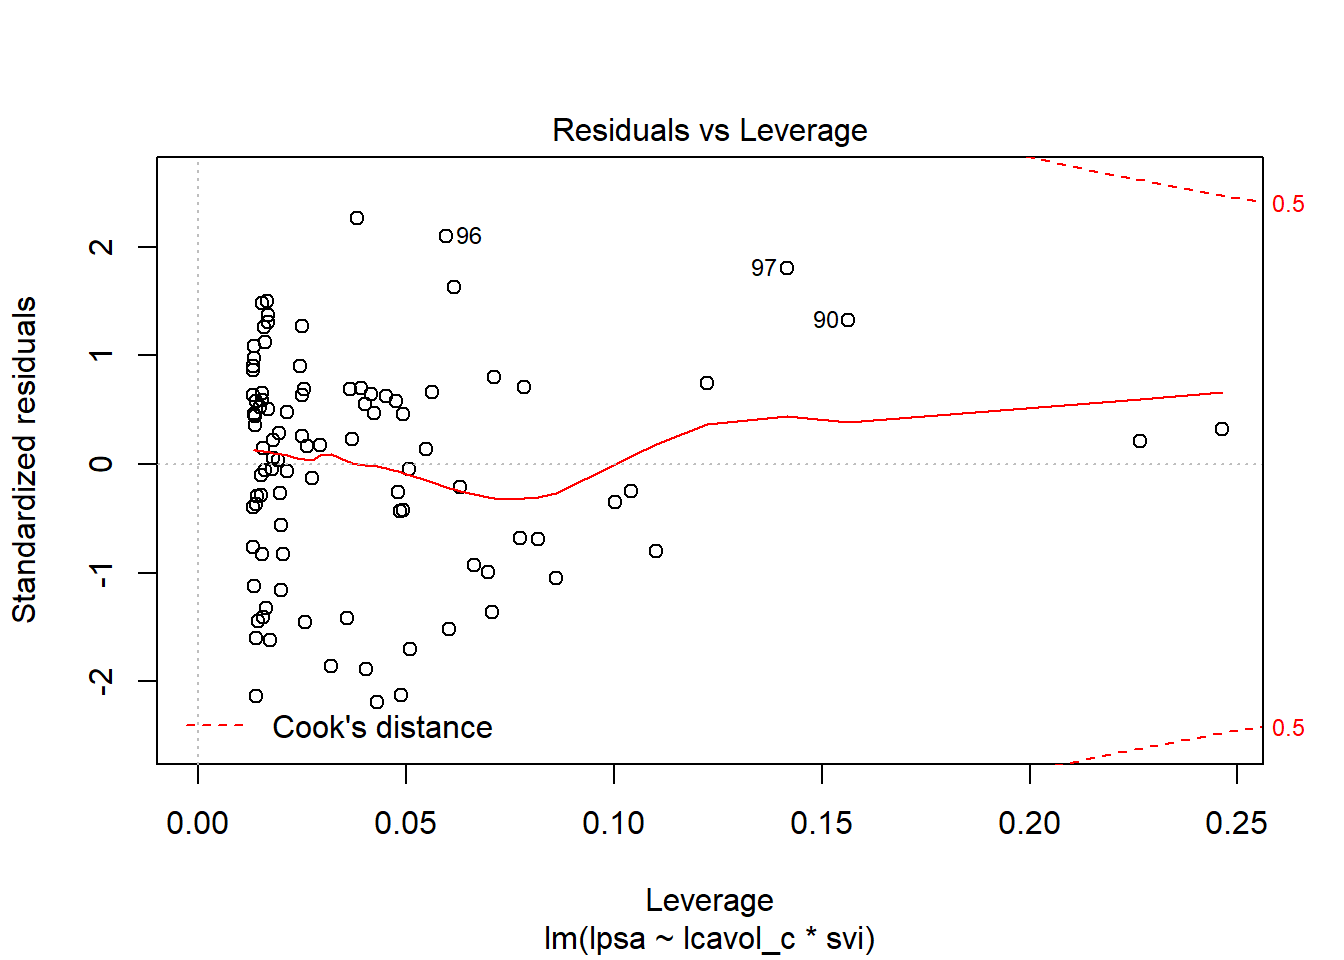 Residuals vs Leverage
Standardized residuals
2
1
0
-1
-2
96
97
90
0.5
0.5
Cook's distance
0.00 0.05 0.10 0.15 0.20 0.25
Leverage
lm(lpsa ~ lcavol_c * svi)